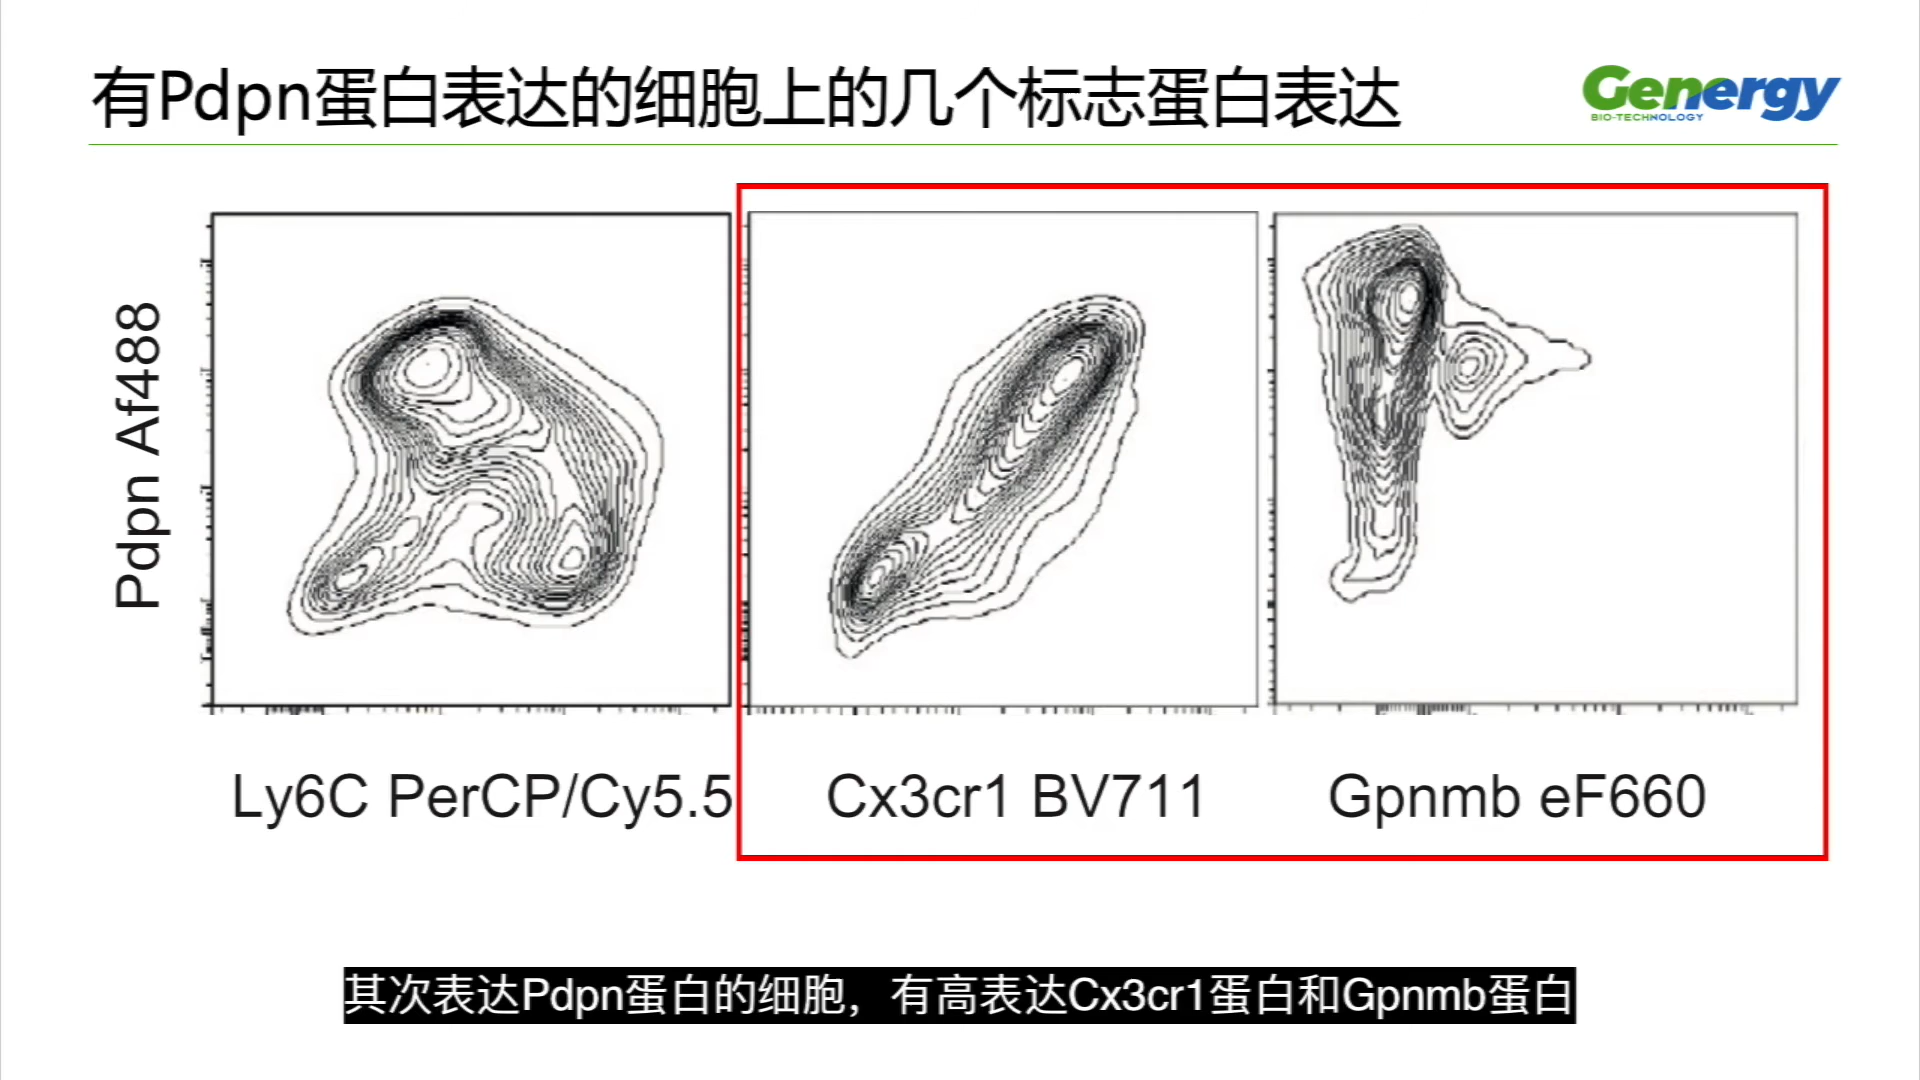 有Pdpn蛋白表达的细胞上的几个标志蛋白表达
Genergy
BIO-TECHNOLOGY
Pdpn Af488
Ly6C PerCP/Cy5.5
Cx3cr1 BV711
Gpnmb eF660
其次表达Pdpn蛋白的细胞，有高表达Cx3cr1蛋白和Gpnmb蛋白